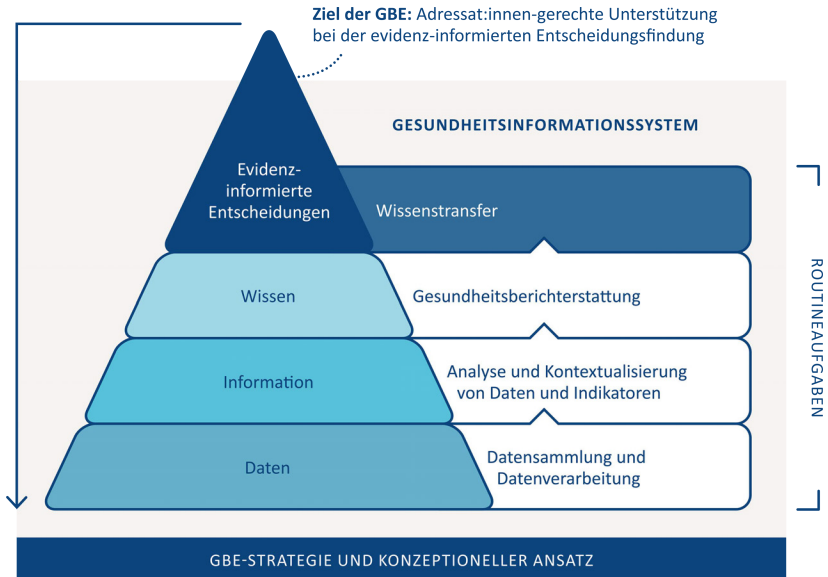 Ziel der GBE: Adressat:innen-gerechte Unterstützung
bei der evidenz-informierten Entscheidungsfindung
GESUNDHEITSINFORMATIONSSYSTEM
Evidenz-
informierte
Entscheidungen
Wissenstransfer
Wissen
Gesundheitsberichterstattung
Information
Analyse und Kontextualisierung
von Daten und Indikatoren
Daten
Datensammlung und
Datenverarbeitung
ROUTINEAUFGABEN
GBE-STRATEGIE UND KONZEPTIONELLER ANSATZ